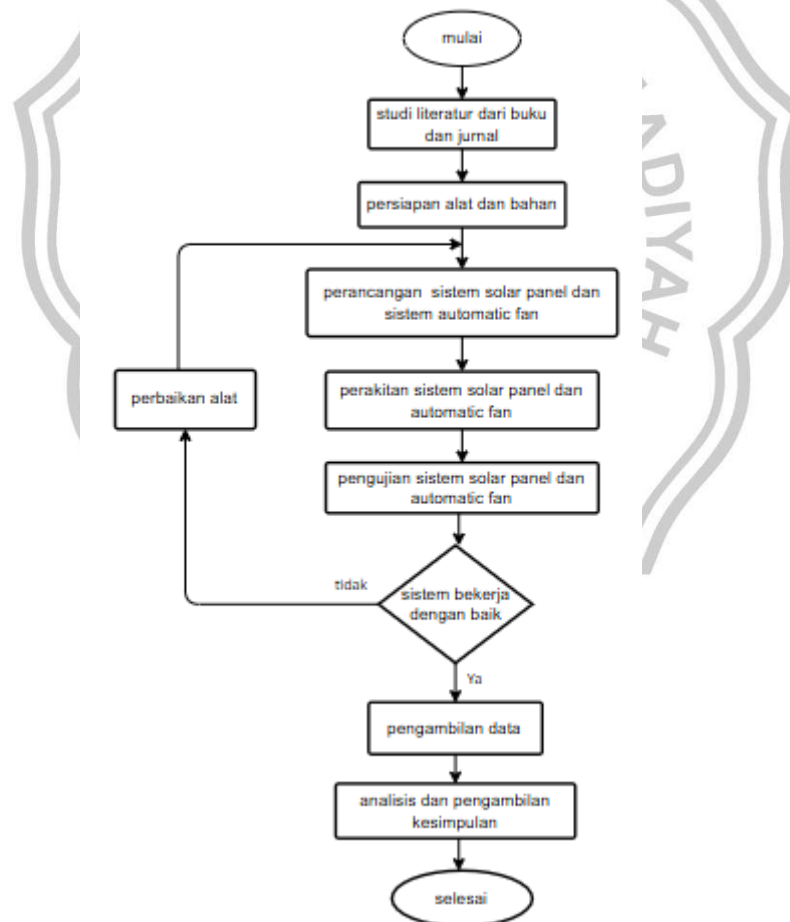 mulai
studi literatur dari buku
dan jurnal
persiapan alat dan bahan
perancangan sistem solar panel dan
sistem automatic fan
perbaikan alat
perakitan sistem solar panel dan
automatic fan
pengujian sistem solar panel dan
automatic fan
tidak
sistem bekerja
dengan baik
Ya
pengambilan data
analisis dan pengambilan
kesimpulan
selesai
ADIYAH